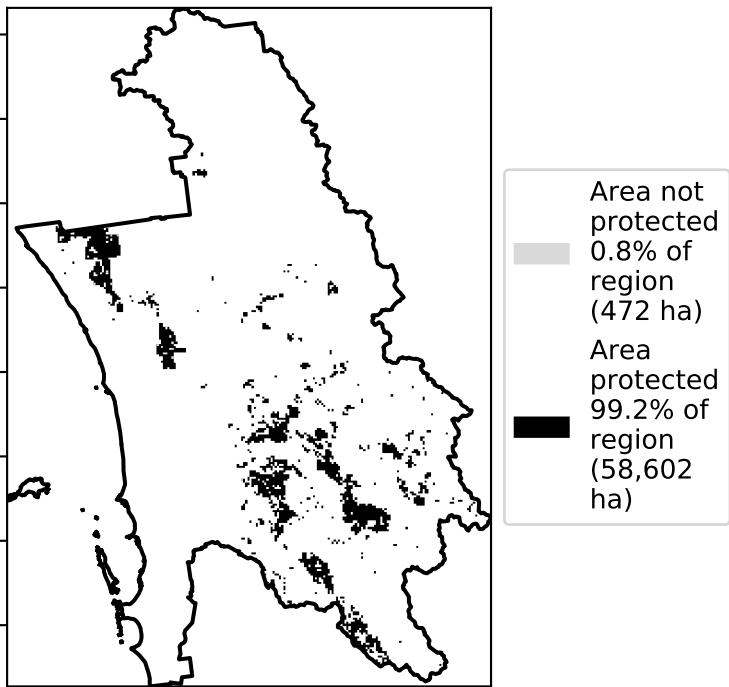 Area not
protected
0.8% of
region
(472 ha)
Area
protected
99.2% of
region
(58,602
ha)